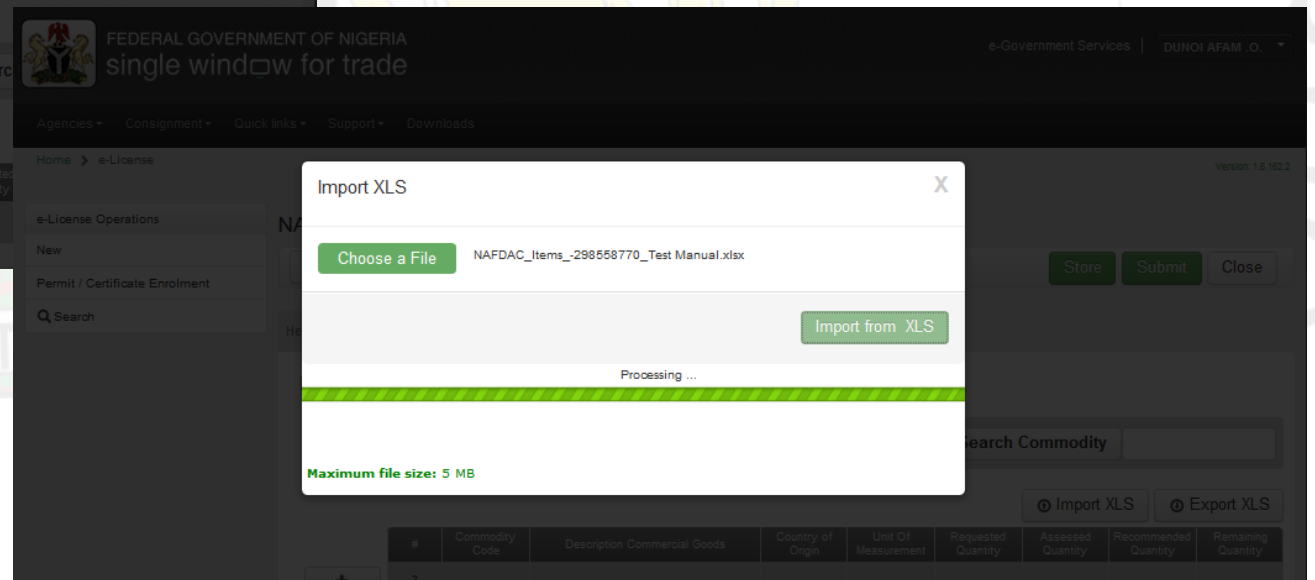 FEDERAL GOVERNMENT OF NIGERIA
single window for trade
e-Government Services
DUNOI AFAM .O.
Agencies
Consignment
Quick links
Support
Downloads
Home
e-License
Version: 1.6.162.2
Import XLS
X
e-License Operations
New
Permit / Certificate Enrolment
Search
Choose a File
NAFDAC_Items_-298558770_Test Manual.xlsx
Store
Submit
Close
Import from XLS
Processing ...
Maximum file size: 5 MB
Search Commodity
Import XLS
Export XLS
#
Commodity Code
Description Commercial Goods
Country of Origin
Unit Of Measurement
Requested Quantity
Assessed Quantity
Recommended Quantity
Remaining Quantity